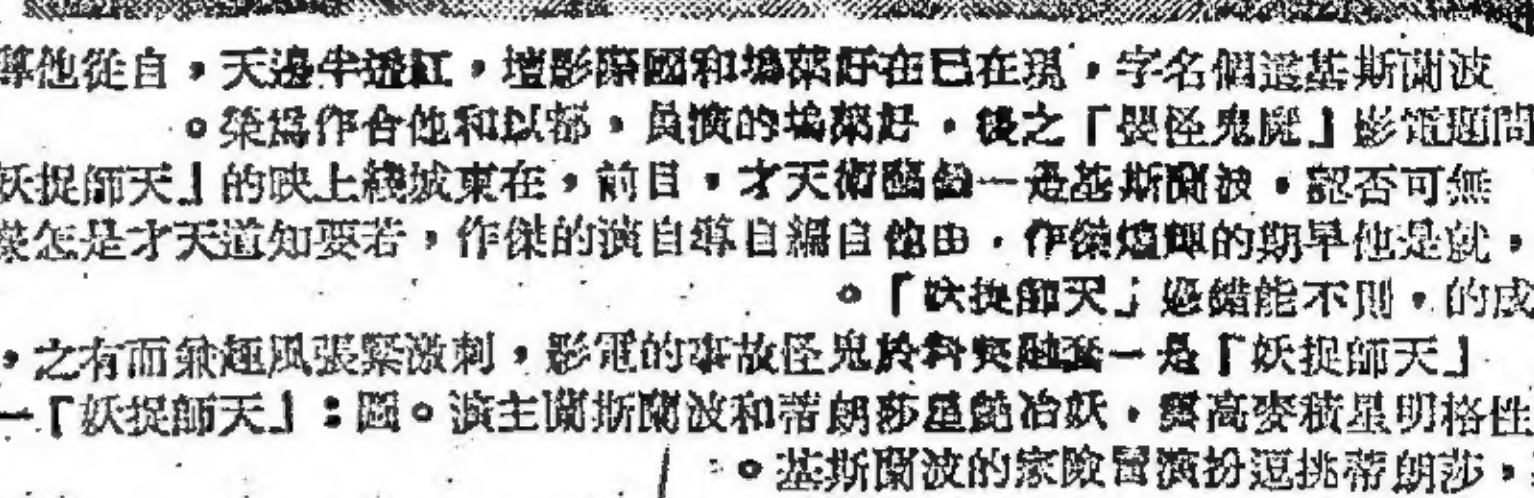 波蘭斯基這個名字，現在已在好萊塢和國際影壇，紅透半邊天，自從他導
問題電影「魔鬼怪嬰」之後，好萊塢的演員，都以和他合作為榮。
無可否認，波蘭斯基是一個藝術天才，目前，在東城綫上映的「天師捉妖
，就是他早期的輝煌傑作，由他自編自導自演的傑作，若要知道天才是怎樣
成的，則不能錯過「天師捉妖」。
「天師捉妖」是一套融於鬼怪故事的電影，刺激緊張風趣兼而有之，
性格明星積麥高，妖冶艷星莎朗蒂和波蘭斯蘭主演。圖：「天師捉妖」一
，莎朗蒂挑逗扮演冒險家的波蘭斯基。